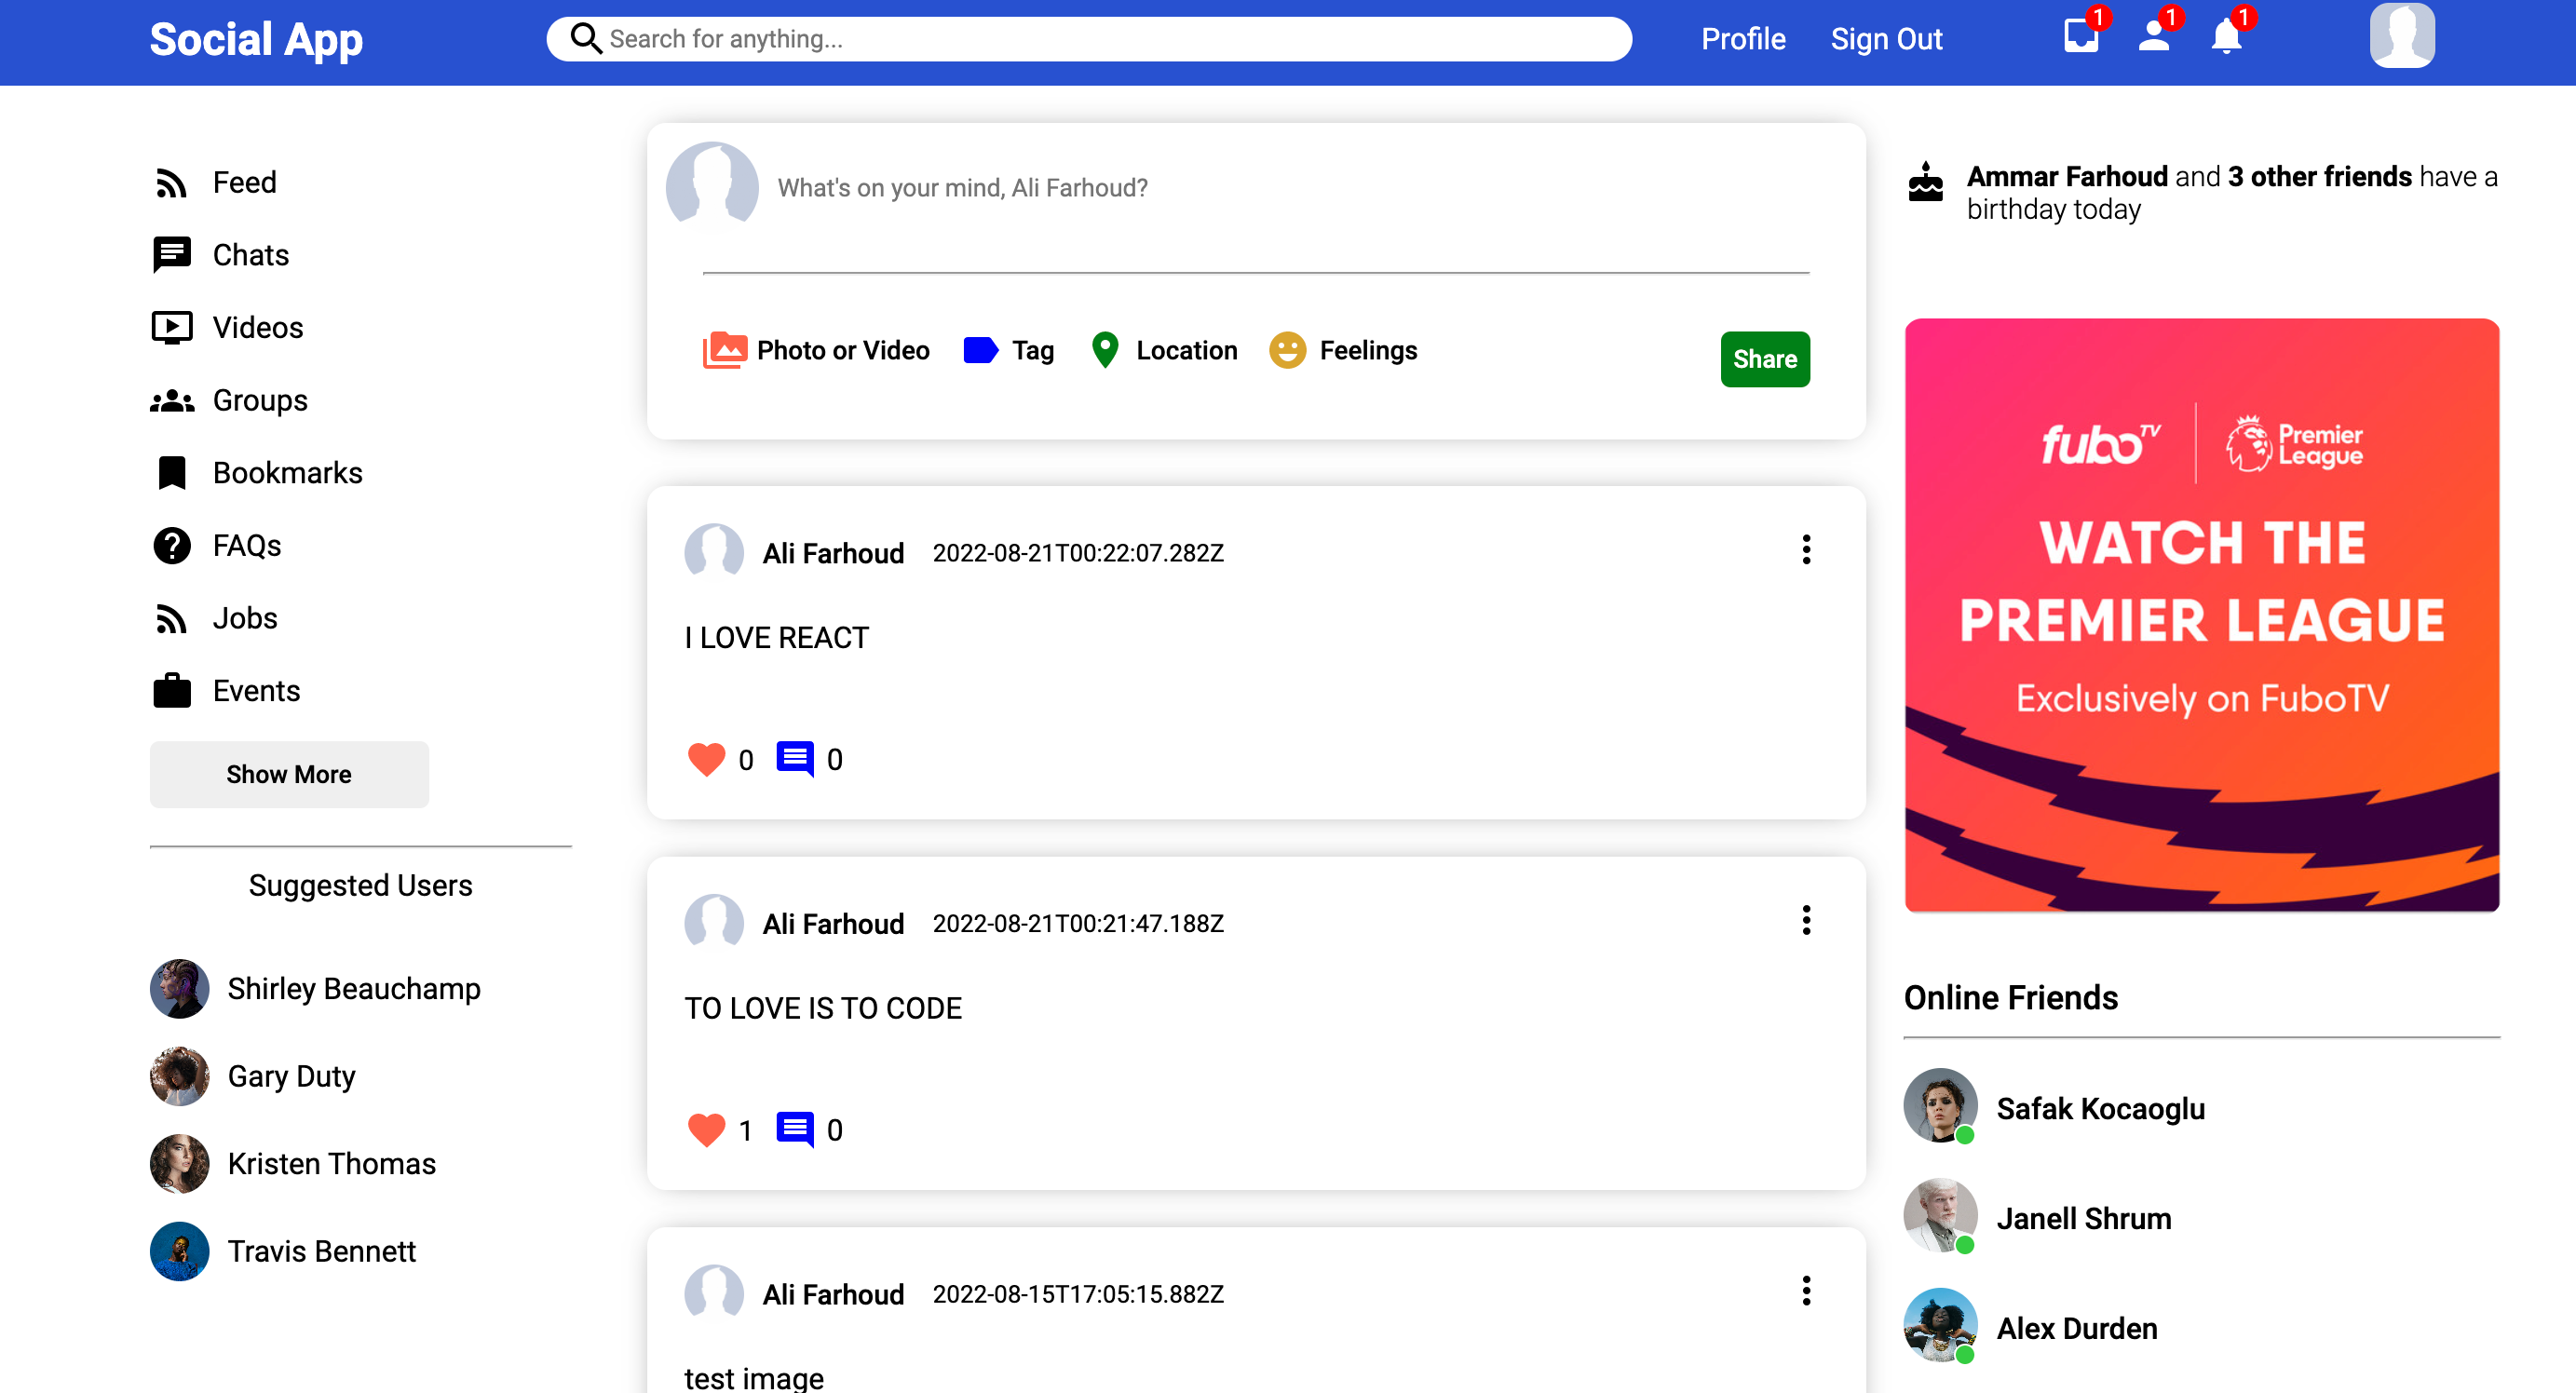 Social App
Search for anything...
Profile
Sign Out
1
1
1
Feed
Chats
Videos
Groups
Bookmarks
FAQs
Jobs
Events
Show More
Suggested Users
Shirley Beauchamp
Gary Duty
Kristen Thomas
Travis Bennett
What's on your mind, Ali Farhoud?
Photo or Video
Tag
Location
Feelings
Share
Ali Farhoud 2022-08-21T00:22:07.282Z
I LOVE REACT
0 0
Ali Farhoud 2022-08-21T00:21:47.188Z
TO LOVE IS TO CODE
1 0
Ali Farhoud 2022-08-15T17:05:15.882Z
test image
Ammar Farhoud and 3 other friends have a
birthday today
fubo TV
Premier
League
WATCH THE
PREMIER LEAGUE
Exclusively on FuboTV
Online Friends
Safak Kocaoglu
Janell Shrum
Alex Durden